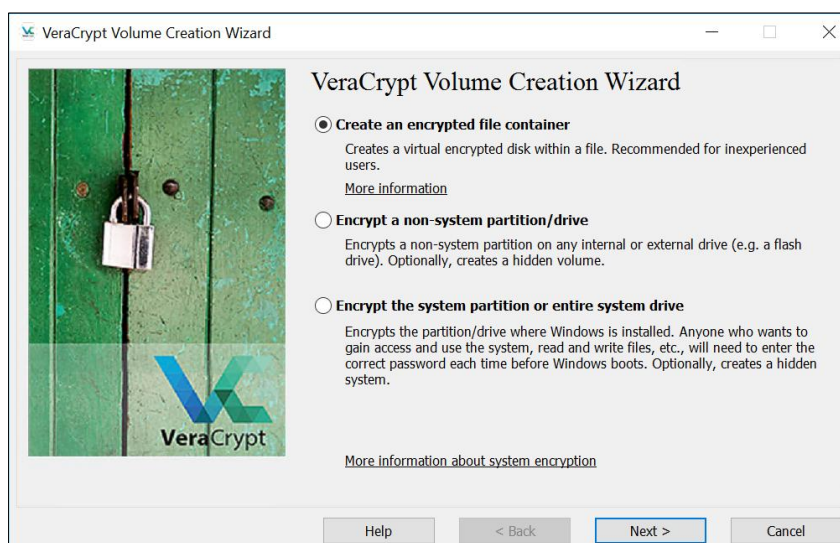 VeraCrypt Volume Creation Wizard
VeraCrypt Volume Creation Wizard
Create an encrypted file container
Creates a virtual encrypted disk within a file. Recommended for inexperienced
users.
More information
Encrypt a non-system partition/drive
Encrypts a non-system partition on any internal or external drive (e.g. a flash
drive). Optionally, creates a hidden volume.
Encrypt the system partition or entire system drive
Encrypts the partition/drive where Windows is installed. Anyone who wants to
gain access and use the system, read and write files, etc., will need to enter the
correct password each time before Windows boots. Optionally, creates a hidden
system.
VeraCrypt
More information about system encryption
Help
< Back
Next >
Cancel